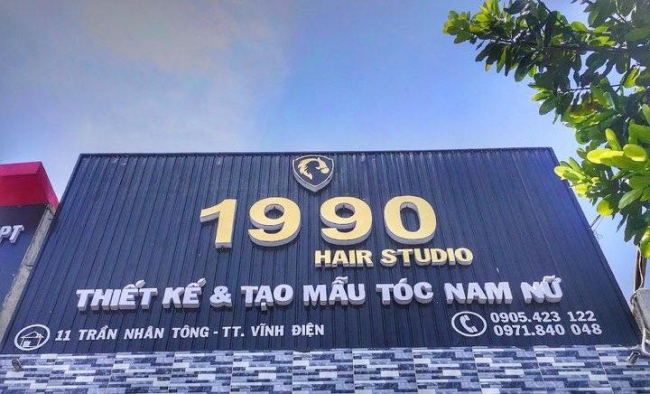 PT
1990
HAIR STUDIO
THIẾT KẾ & TẠO MẪU TÓC NAM NỮ
11 TRẦN NHÂN TÔNG - TT. VĨNH ĐIỆN
0905.423 122
0971.840 048